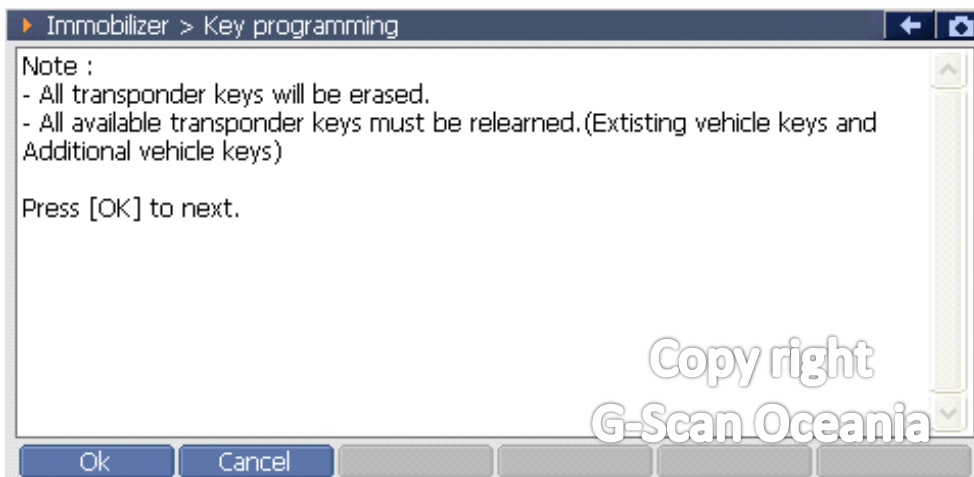 Immobilizer > Key programming
Note :
- All transponder keys will be erased.
- All available transponder keys must be relearned.(Extisting vehicle keys and
Additional vehicle keys)
Press [OK] to next.
Copy right
G-Scan Oceania
Ok Cancel